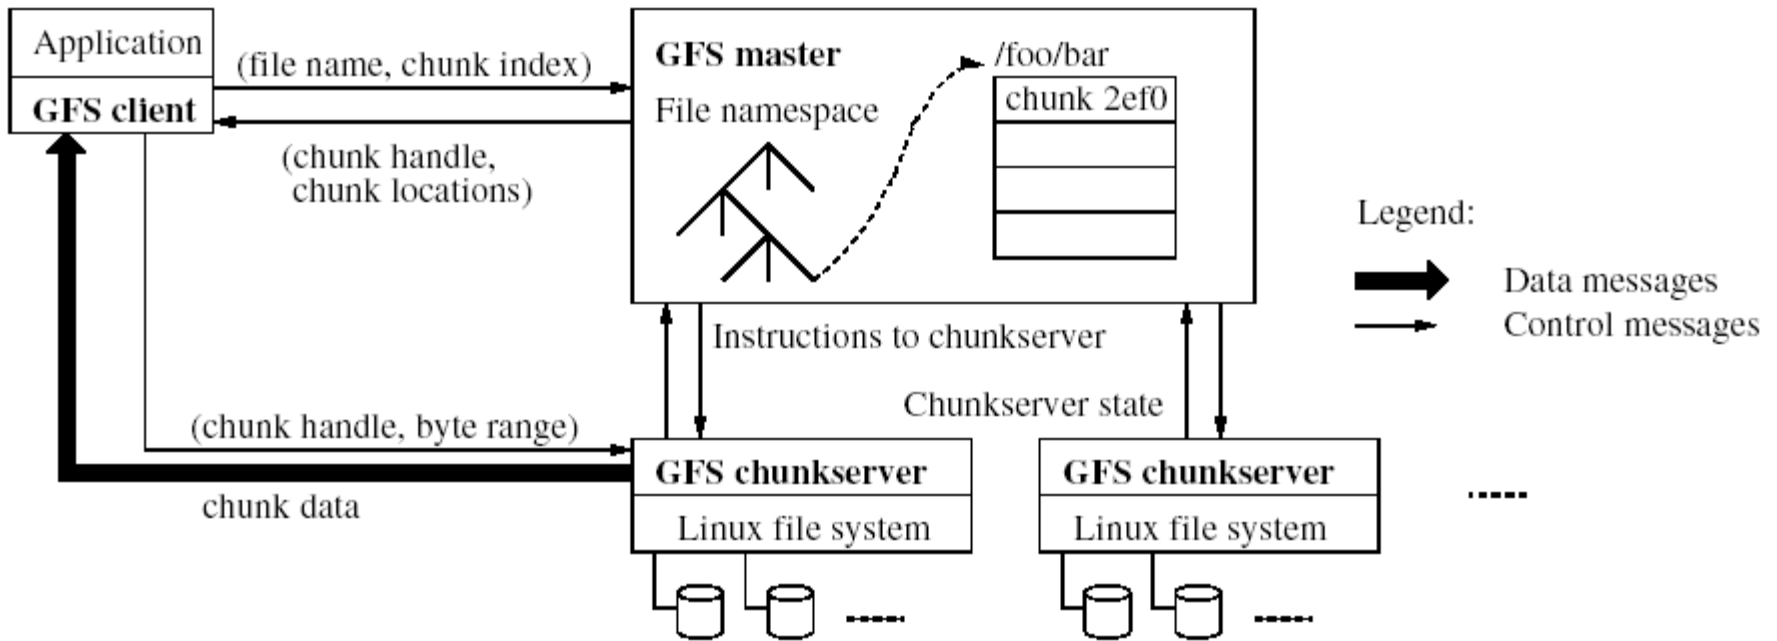 Application
GFS client
(file name, chunk index)
(chunk handle,
chunk locations)
GFS master
File namespace
/foo/bar
chunk 2ef0
Legend:
Data messages
Control messages
Instructions to chunkserver
Chunkserver state
(chunk handle, byte range)
chunk data
GFS chunkserver
Linux file system
GFS chunkserver
Linux file system